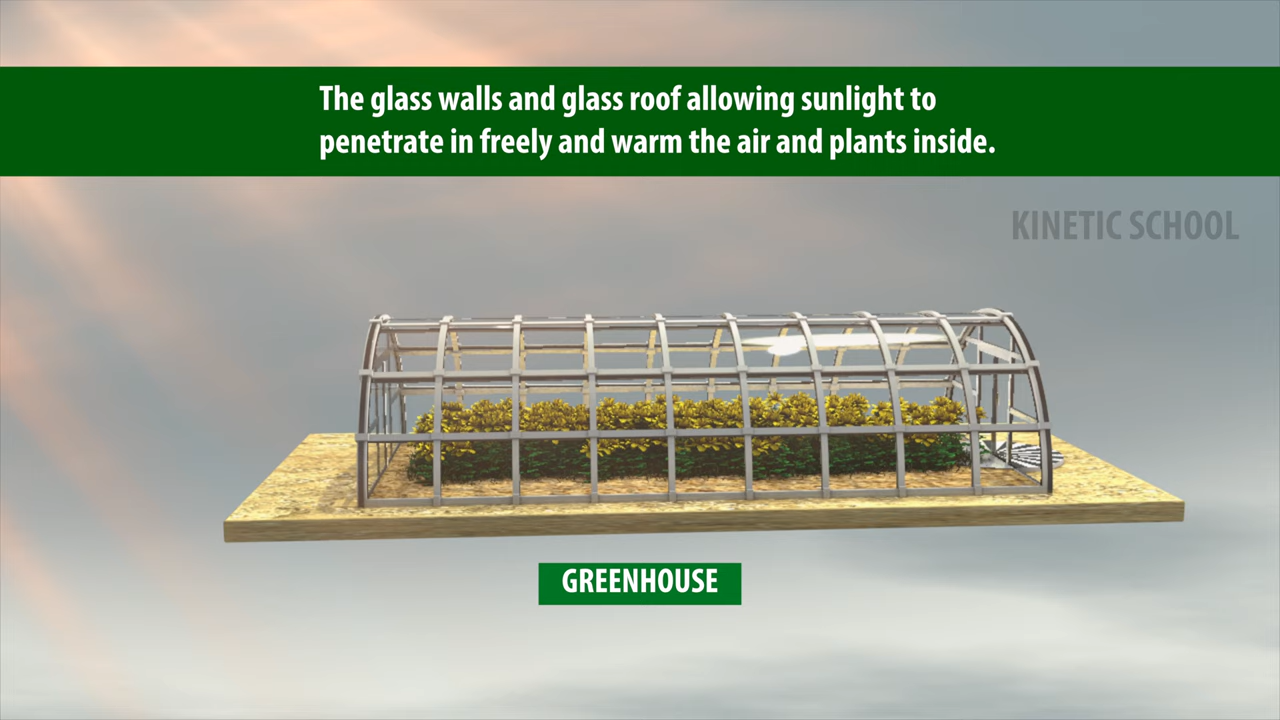 The glass walls and glass roof allowing sunlight to
penetrate in freely and warm the air and plants inside.
KINETIC SCHOOL
GREENHOUSE